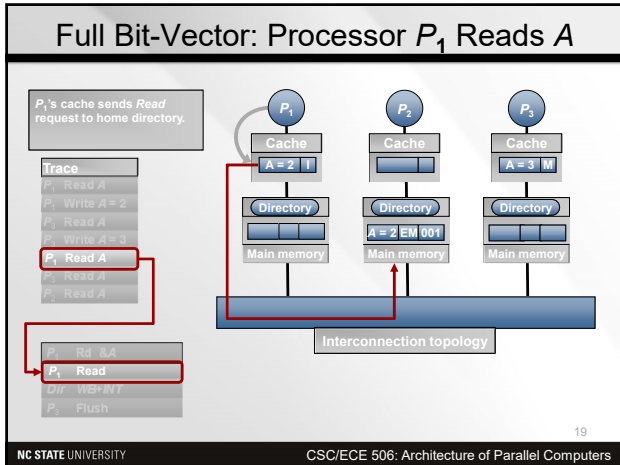 Full Bit-Vector: Processor P₁ Reads A
P₁'s cache sends Read
request to home directory.
Trace
P₁ Read A
P₁ Write A = 2
Read A
Write A = 3
P₁ Read A
Read A
P₂ Read A
P₁ Rd &A
P₁ Read
Dir WB+INT
P₃ Flush
P₁
P₂
P₃
Cache
Cache
Cache
A = 2 I
A = 3 M
Directory
Directory
Directory
A = 2 EM 001
Main memory
Main memory
Main memory
Interconnection topology
19
NC STATE UNIVERSITY
CSC/ECE 506: Architecture of Parallel Computers